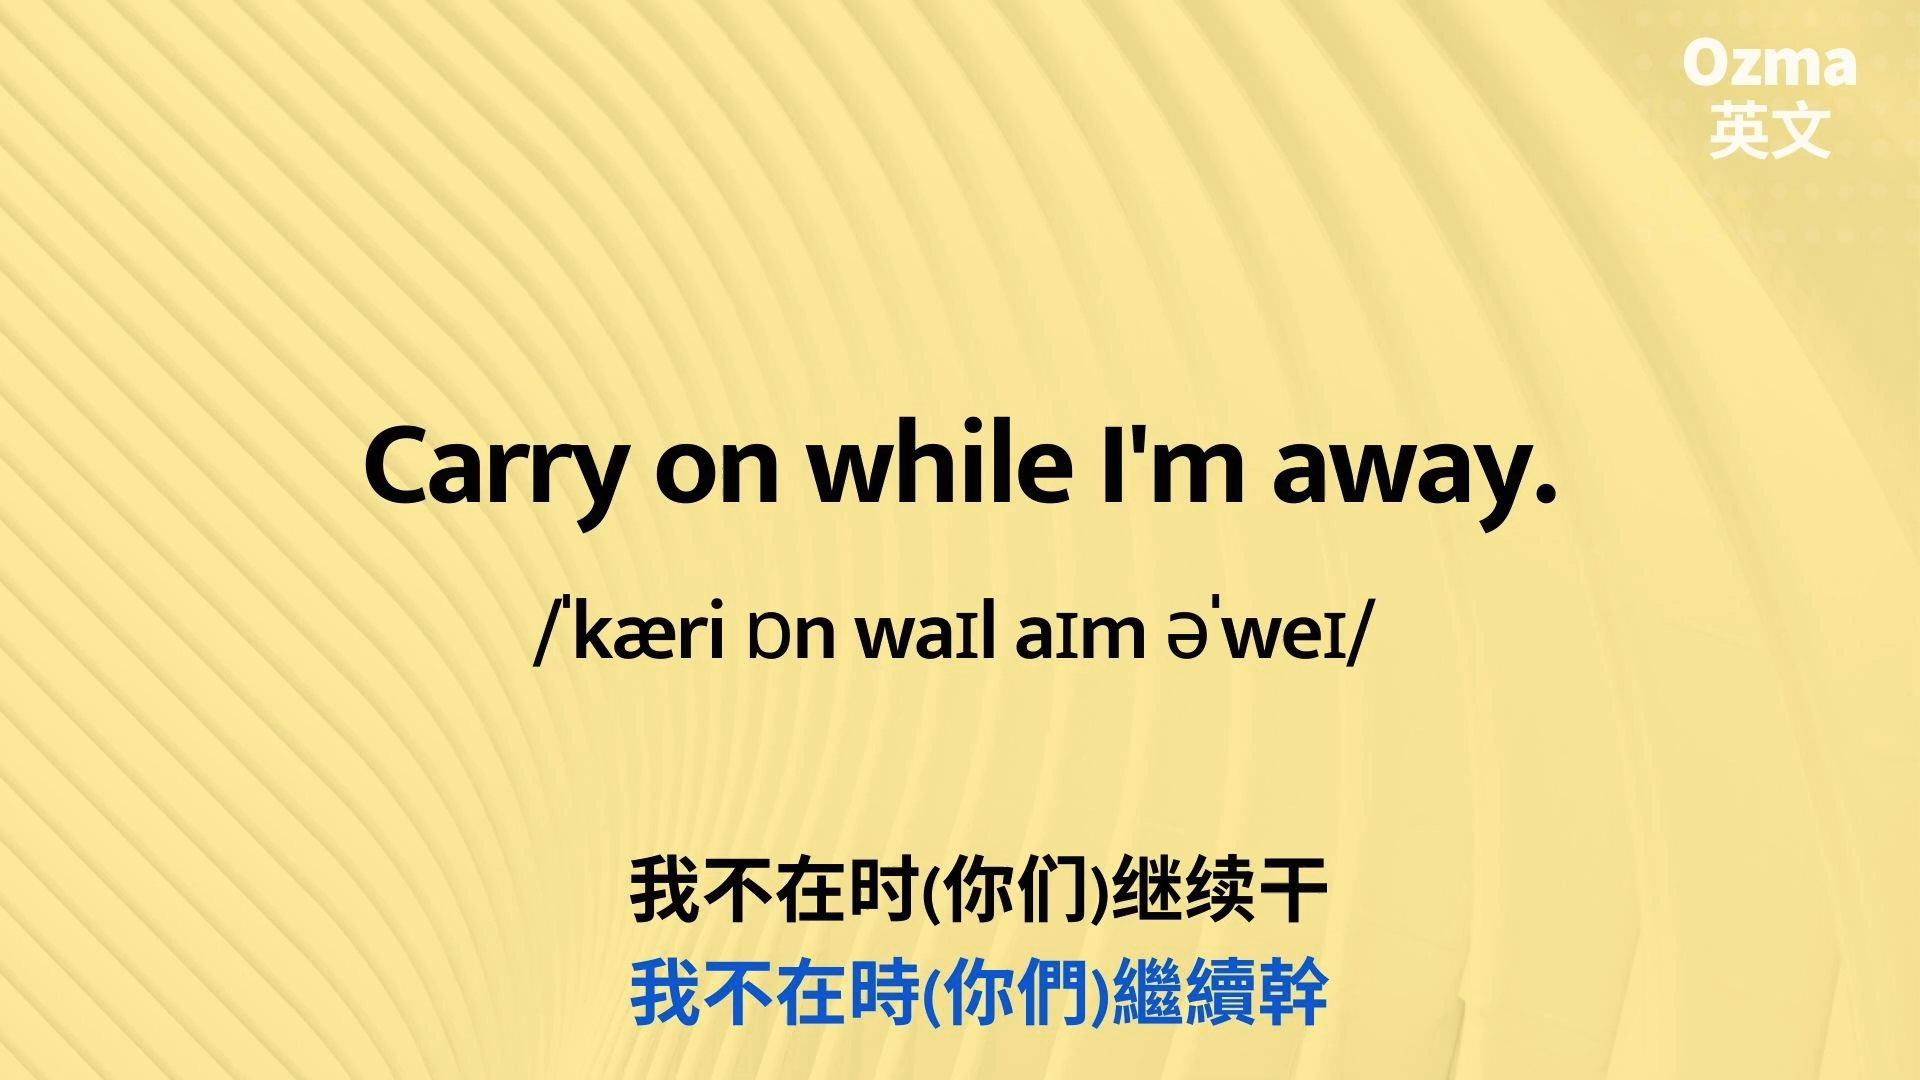 Ozma
英文
Carry on while I'm away.
/ˈkæri ɒn waɪl aɪm əˈweɪ/
我不在时(你们)继续干
我不在時(你們)繼續幹